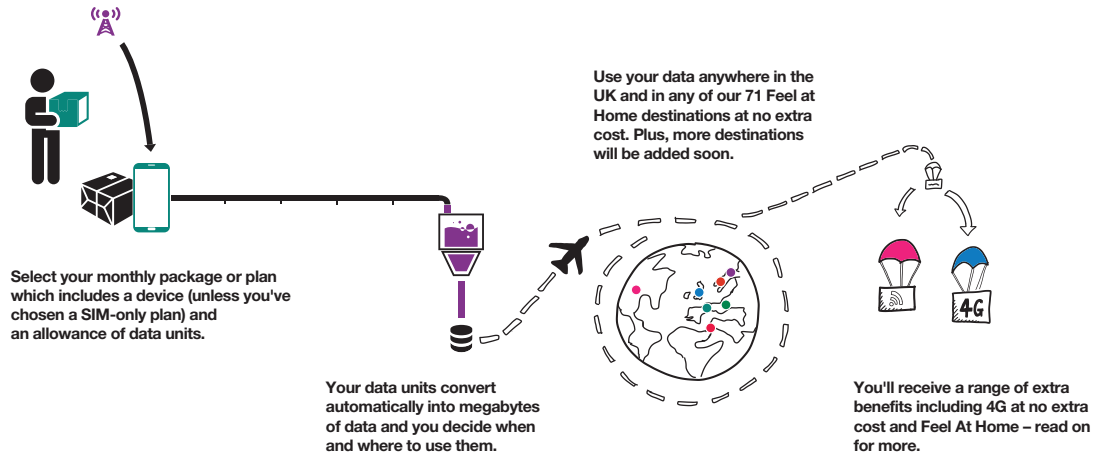 Select your monthly package or plan
which includes a device (unless you've
chosen a SIM-only plan) and
an allowance of data units.
Your data units convert
automatically into megabytes
of data and you decide when
and where to use them.
Use your data anywhere in the
UK and in any of our 71 Feel at
Home destinations at no extra
cost. Plus, more destinations
will be added soon.
4G
You'll receive a range of extra
benefits including 4G at no extra
cost and Feel At Home – read on
for more.